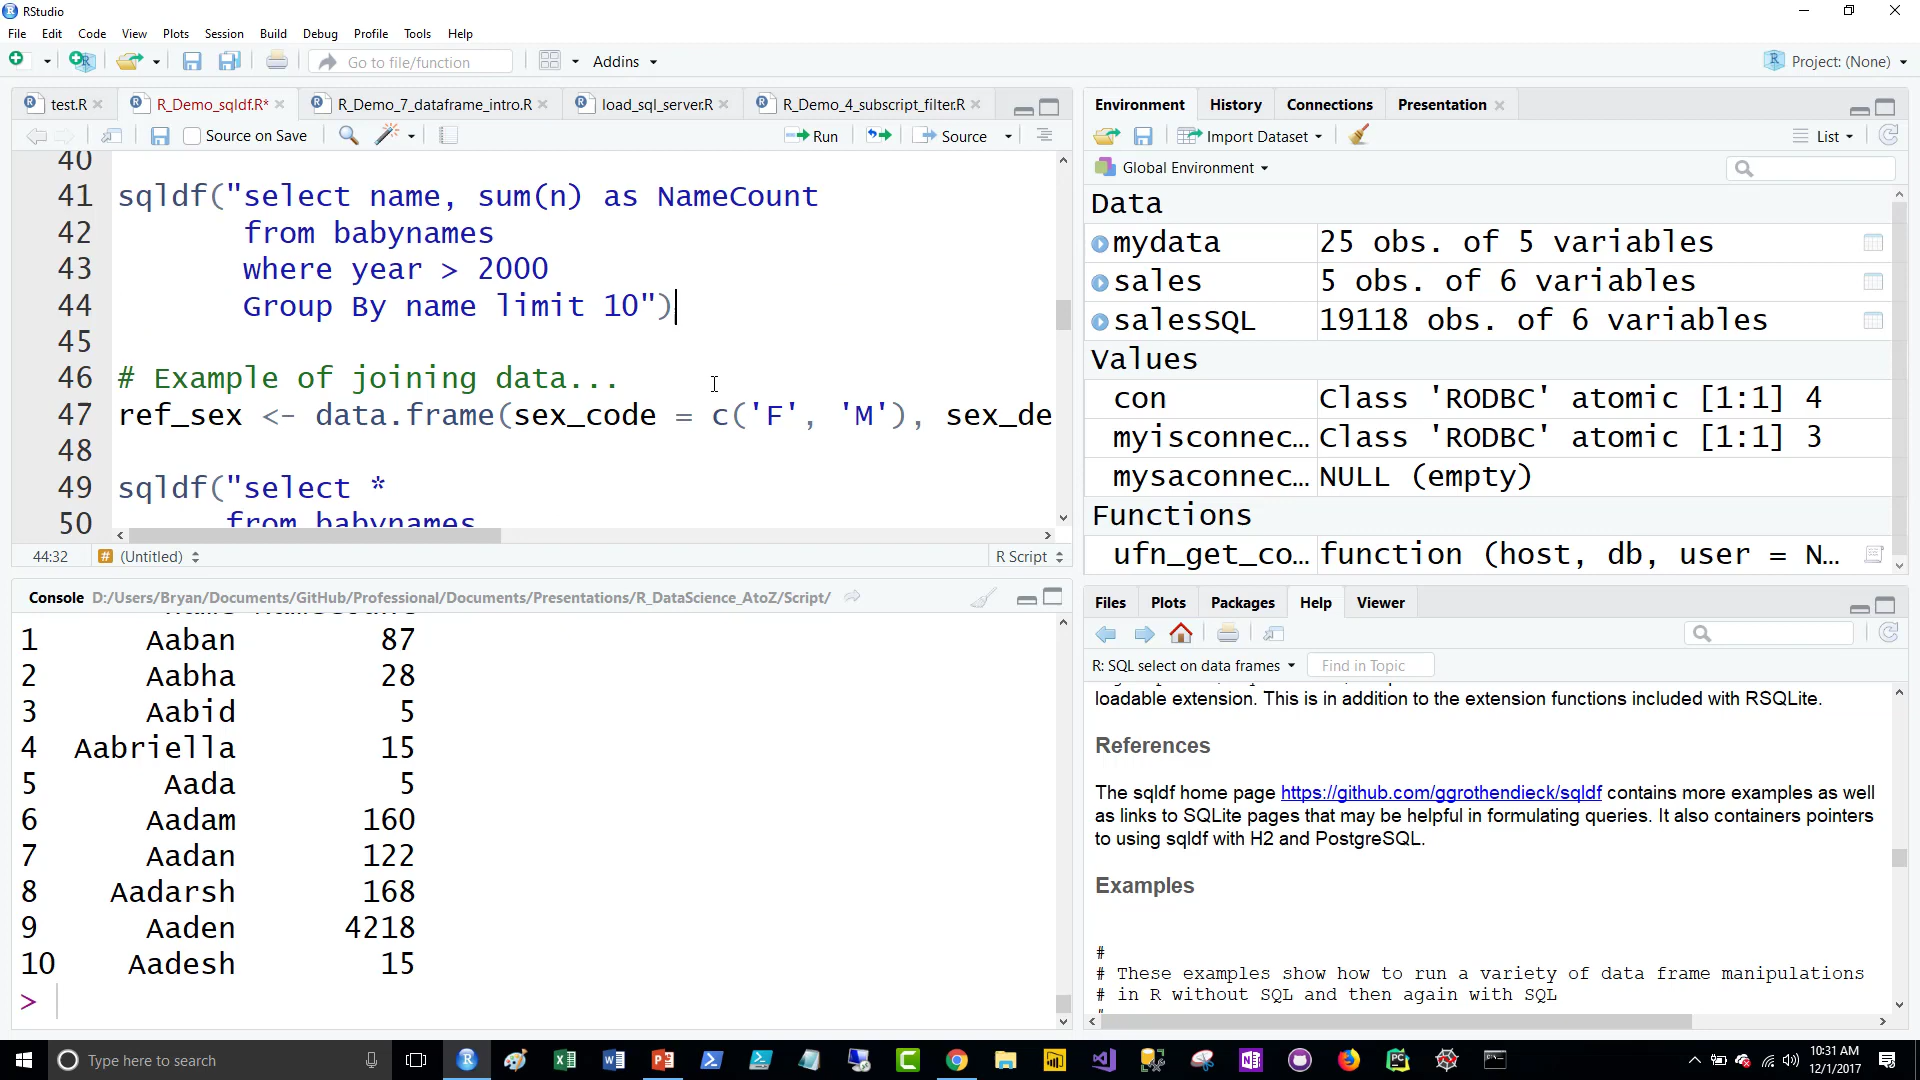 RStudio
File Edit Code View Plots Session Build Debug Profile Tools Help
Go to file/function Addins Project: (None)
test.R R_Demo_sqldf.R* R_Demo_7_dataframe_intro.R load_sql_server.R R_Demo_4_subscript_filter.R
Source on Save Run Source
40
41 sqldf("select name, sum(n) as NameCount
42 from babynames
43 where year > 2000
44 Group By name limit 10")
45
46 # Example of joining data...
47 ref_sex <- data.frame(sex_code = c('F', 'M'), sex_de
48
49 sqldf("select *
50 from babynames
44:32 # (Untitled) R Script
Console D:/Users/Bryan/Documents/GitHub/Professional/Documents/Presentations/R_DataScience_AtoZ/Script/
1 Aaban 87
2 Aabha 28
3 Aabid 5
4 Aabriella 15
5 Aada 5
6 Aadam 160
7 Aadan 122
8 Aadarsh 168
9 Aaden 4218
10 Aadesh 15
>
Environment History Connections Presentation
Import Dataset List
Global Environment
Data
mydata 25 obs. of 5 variables
sales 5 obs. of 6 variables
salesSQL 19118 obs. of 6 variables
Values
con Class 'RODBC' atomic [1:1] 4
myisconnec... Class 'RODBC' atomic [1:1] 3
mysaconnec... NULL (empty)
Functions
ufn_get_co... function (host, db, user = N...
Files Plots Packages Help Viewer
R: SQL select on data frames Find in Topic
loadable extension. This is in addition to the extension functions included with RSQLite.
References
The sqldf home page https://github.com/ggrothendieck/sqldf contains more examples as well
as links to SQLite pages that may be helpful in formulating queries. It also containers pointers
to using sqldf with H2 and PostgreSQL.
Examples
#
# These examples show how to run a variety of data frame manipulations
# in R without SQL and then again with SQL
Type here to search
10:31 AM
12/1/2017